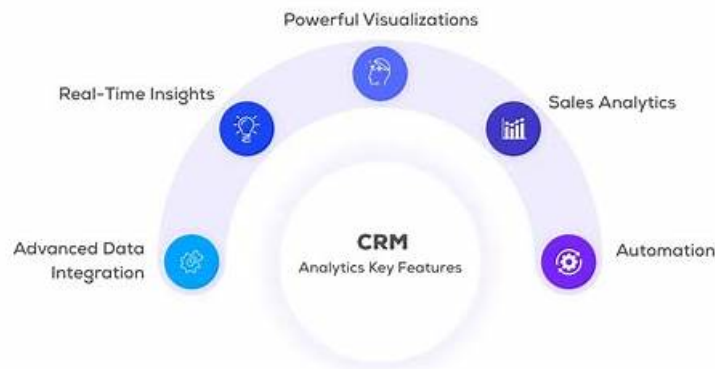 Powerful Visualizations
Real-Time Insights
Sales Analytics
Advanced Data
Integration
CRM
Analytics Key Features
Automation